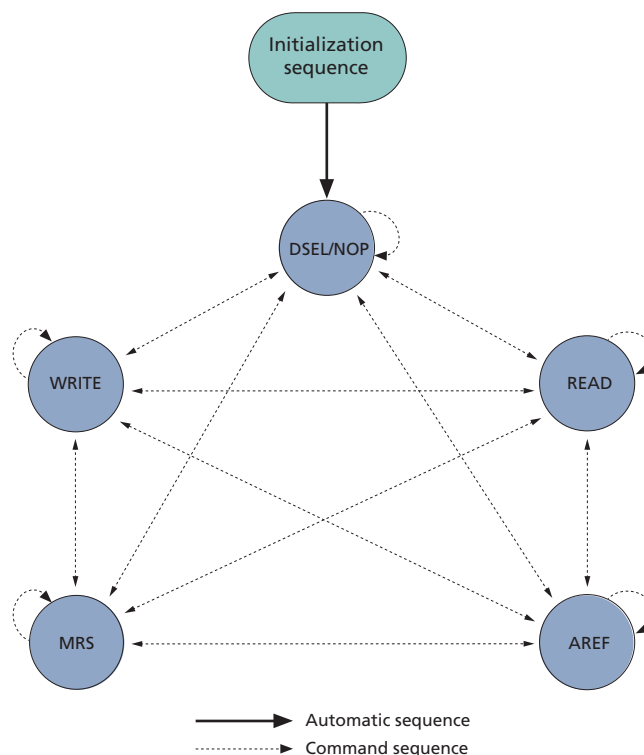 Initialization
sequence
DSEL/NOP
WRITE
READ
MRS
AREF
Automatic sequence
Command sequence